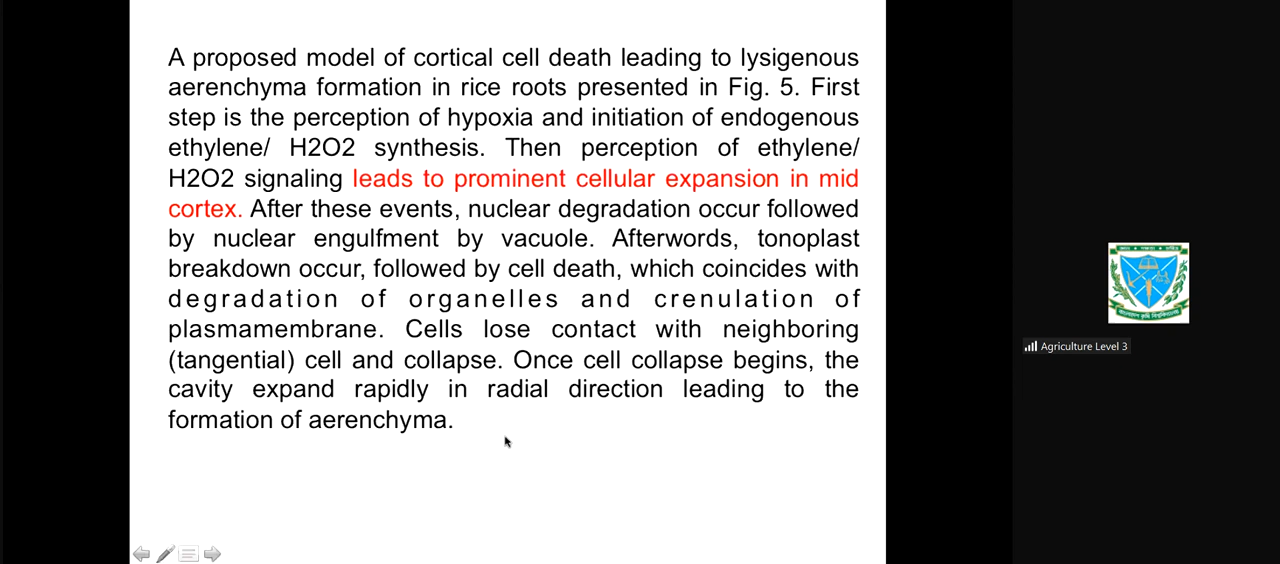 A proposed model of cortical cell death leading to lysigenous
aerenchyma formation in rice roots presented in Fig. 5. First
step is the perception of hypoxia and initiation of endogenous
ethylene/ H2O2 synthesis. Then perception of ethylene/
H2O2 signaling leads to prominent cellular expansion in mid
cortex. After these events, nuclear degradation occur followed
by nuclear engulfment by vacuole. Afterwords, tonoplast
breakdown occur, followed by cell death, which coincides with
degradation of organelles and crenulation of
plasmamembrane. Cells lose contact with neighboring
(tangential) cell and collapse. Once cell collapse begins, the
cavity expand rapidly in radial direction leading to the
formation of aerenchyma.
Agriculture Level 3